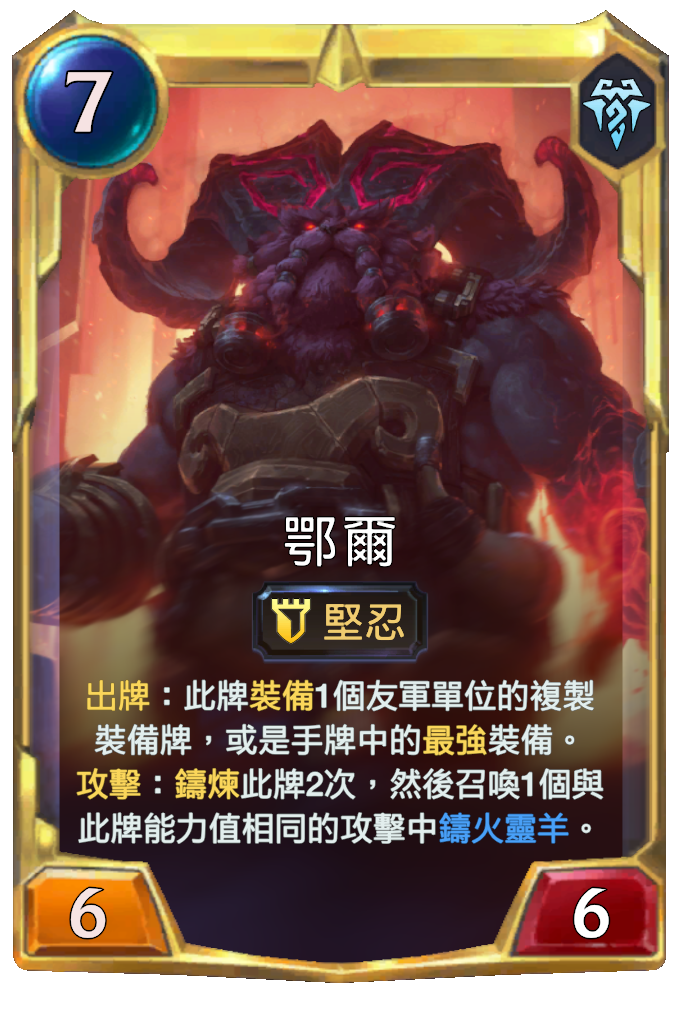 7
鄂爾
堅忍
出牌：此牌裝備1個友軍單位的複製
裝備牌，或是手牌中的最強裝備。
攻擊：鑄煉此牌2次，然後召喚1個與
此牌能力值相同的攻擊中鑄火靈羊。
6
6